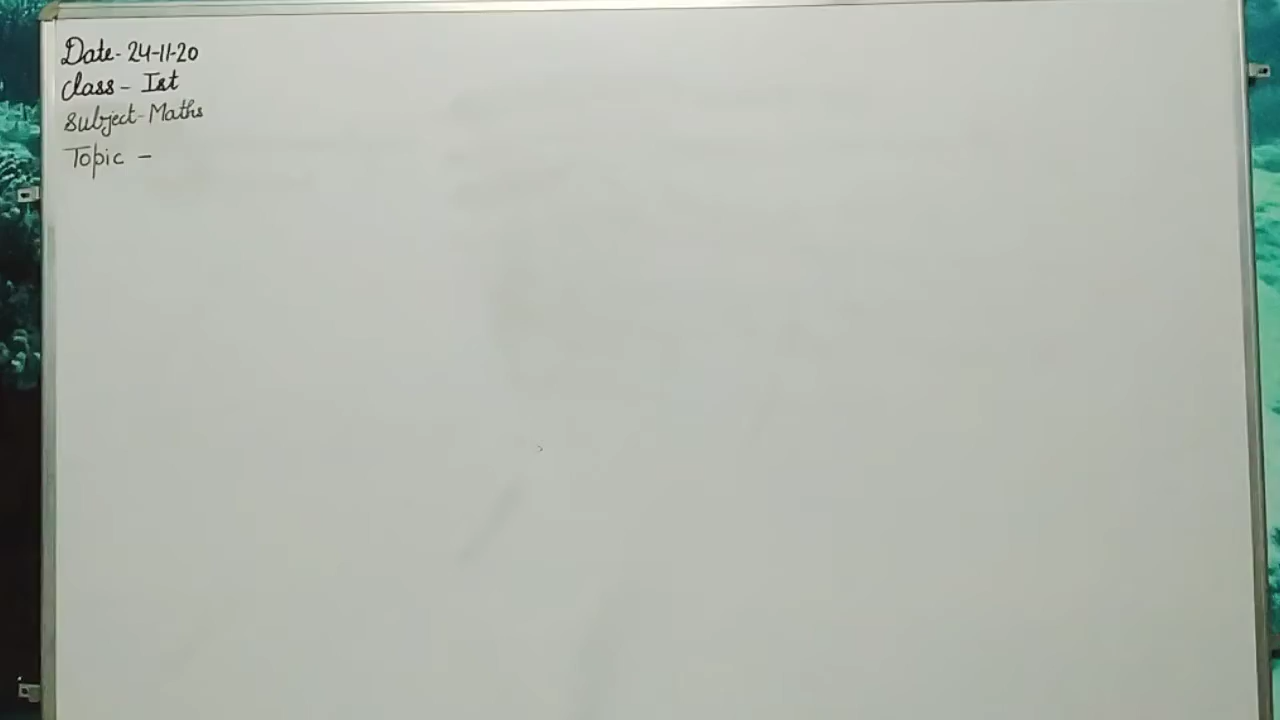 Date- 24-11-20
Class - Ist
Subject-Maths
Topic -